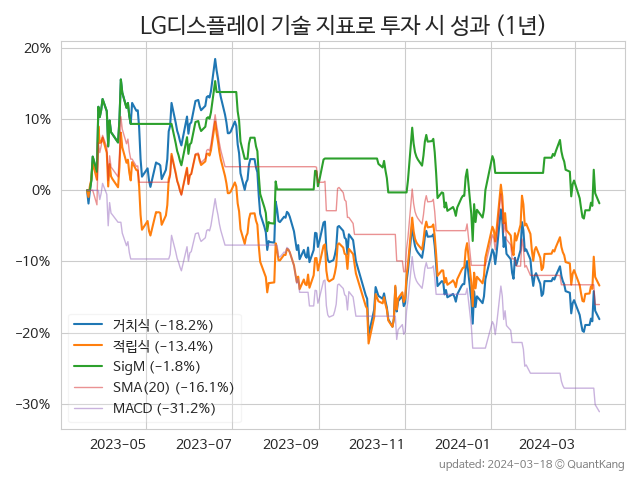 LG디스플레이 기술 지표로 투자 시 성과 (1년)
20%
10%
0%
−10%
−20%
−30%
거치식 (−18.2%)
적립식 (−13.4%)
SigM (−1.8%)
SMA(20) (−16.1%)
MACD (−31.2%)
2023−05
2023−07
2023−09
2023−11
2024−01
2024−03
updated: 2024−03−18 © QuantKang